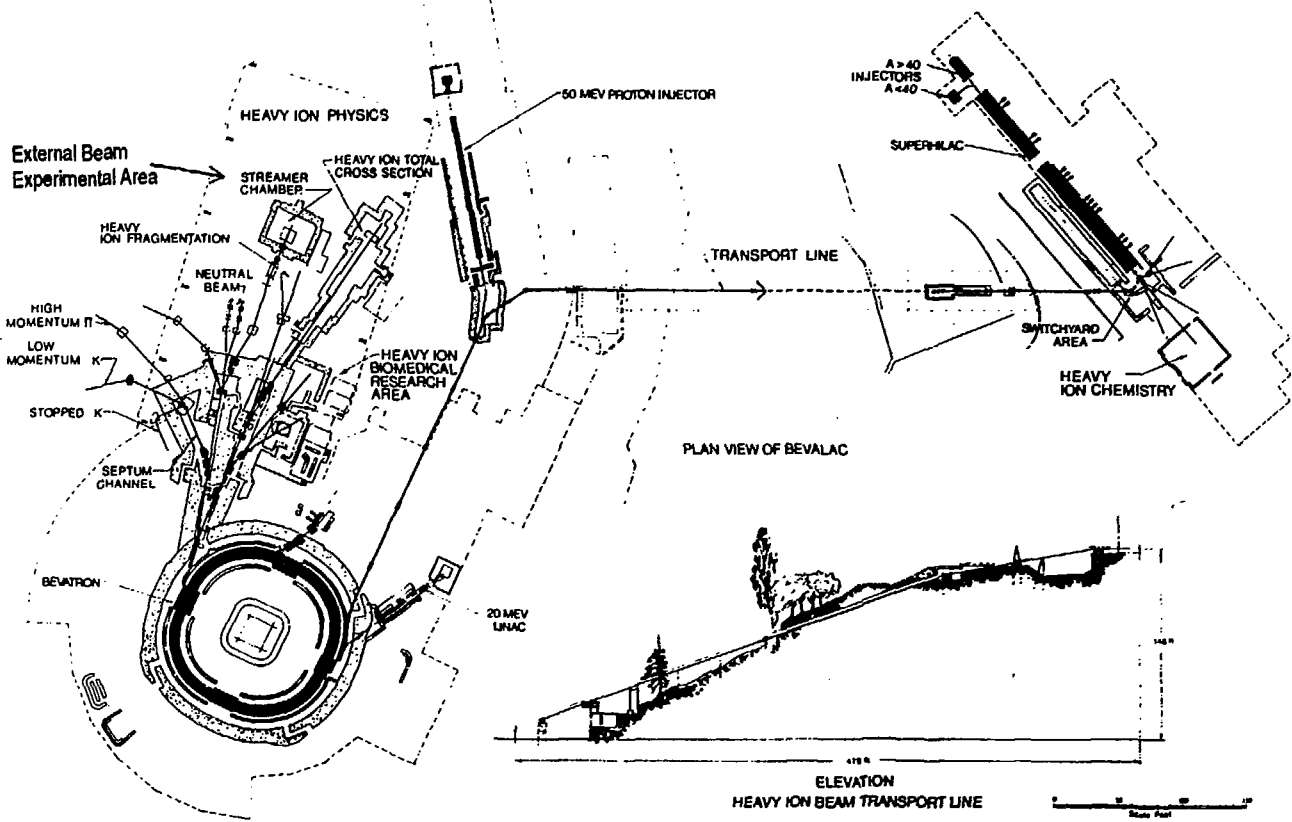 A > 40
INJECTORS
A < 40
50 MEV PROTON INJECTOR
HEAVY ION PHYSICS
SUPERHILAC
External Beam
Experimental Area
HEAVY ION TOTAL
CROSS SECTION
STREAMER
CHAMBER
HEAVY
ION FRAGMENTATION
TRANSPORT LINE
NEUTRAL
BEAM
HIGH
MOMENTUM Π
LOW
MOMENTUM K
SWITCHYARD
AREA
HEAVY ION
BIOMEDICAL
RESEARCH
AREA
HEAVY
ION CHEMISTRY
STOPPED K
PLAN VIEW OF BEVALAC
SEPTUM
CHANNEL
BEVATRON
20 MEV
LINAC
ELEVATION
HEAVY ION BEAM TRANSPORT LINE
Scale Feet